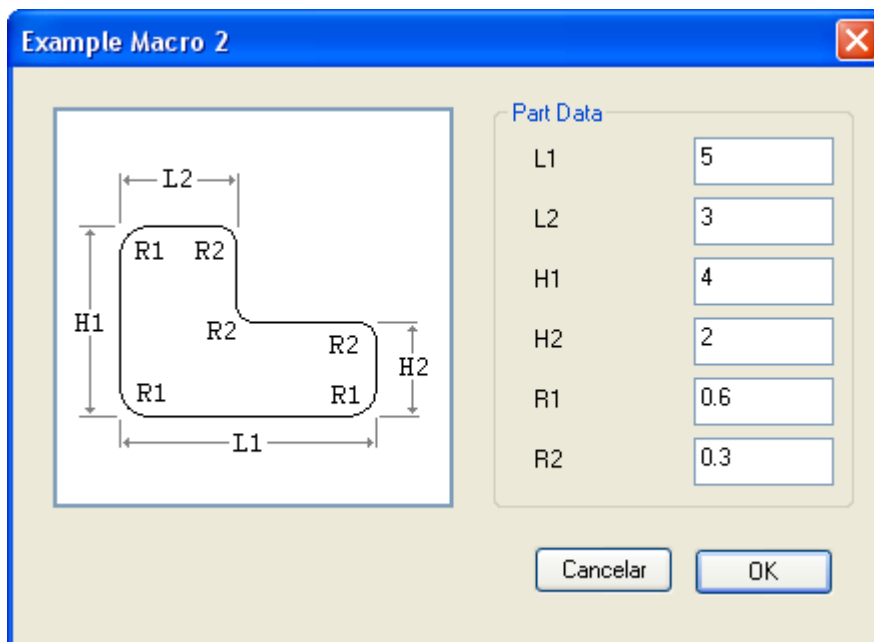 Example Macro 2
L2
R1 R2
H1
R2
R2
H2
R1
R1
L1
Part Data
L1 5
L2 3
H1 4
H2 2
R1 0.6
R2 0.3
Cancelar
OK